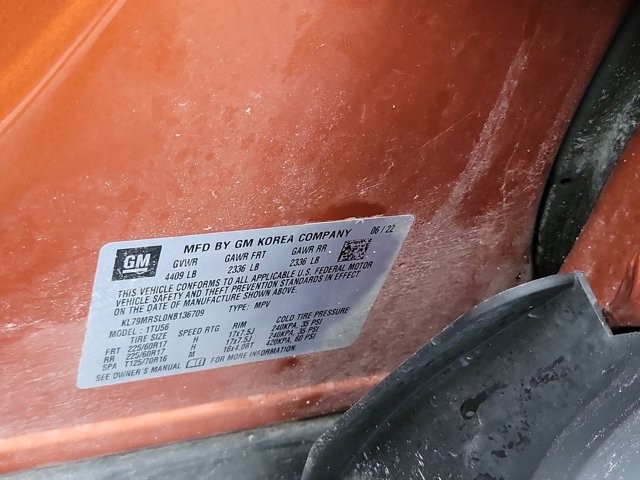 GM
MFD BY GM KOREA COMPANY 06/22
GVWR GAWR FRT GAWR RR
4409 LB 2336 LB 2336 LB
THIS VEHICLE CONFORMS TO ALL APPLICABLE U.S. FEDERAL MOTOR
VEHICLE SAFETY AND THEFT PREVENTION STANDARDS IN EFFECT
ON THE DATE OF MANUFACTURE SHOWN ABOVE.
KL79MRSL0NB136709 TYPE: MPV
MODEL: 1TU56
TIRE SIZE SPEED RTG RIM COLD TIRE PRESSURE
FRT 225/60R17 H 17x7.5J 240KPA, 35 PSI
RR 225/60R17 H 17x7.5J 240KPA, 35 PSI
SPA T125/70R16 M 16x4.0BT 420KPA, 60 PSI
SEE OWNER'S MANUAL FOR MORE INFORMATION.